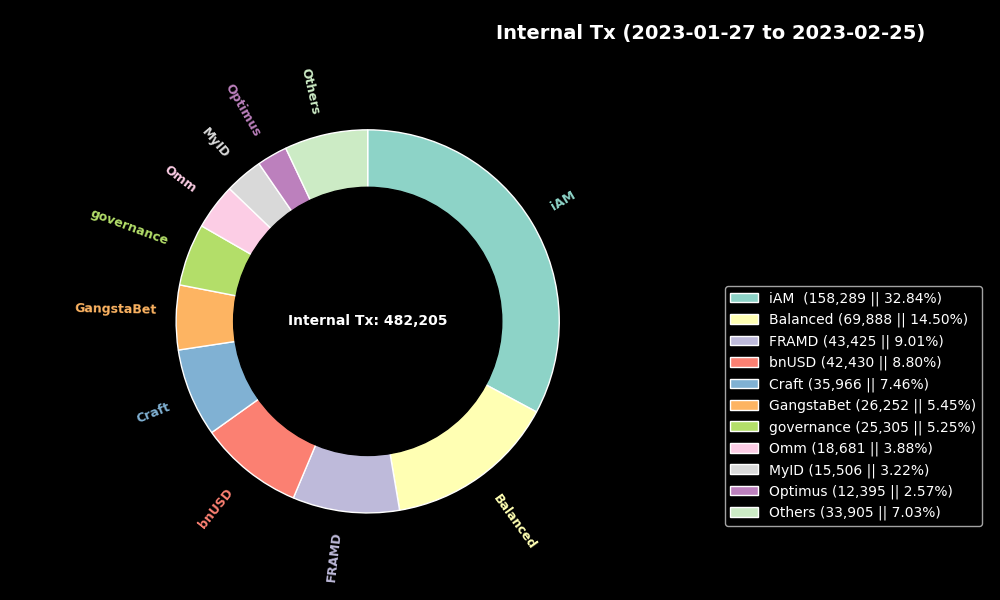 Internal Tx (2023-01-27 to 2023-02-25)
Others
Optimus
MyID
Omm
iAM
governance
GangstaBet
Internal Tx: 482,205
Craft
bnUSD
Balanced
FRAMD
iAM  (158,289 || 32.84%)
Balanced (69,888 || 14.50%)
FRAMD (43,425 || 9.01%)
bnUSD (42,430 || 8.80%)
Craft (35,966 || 7.46%)
GangstaBet (26,252 || 5.45%)
governance (25,305 || 5.25%)
Omm (18,681 || 3.88%)
MyID (15,506 || 3.22%)
Optimus (12,395 || 2.57%)
Others (33,905 || 7.03%)